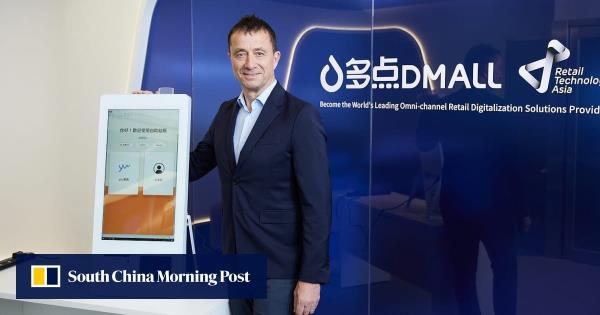 多点DMALL
Retail
Technology
Asia
Become the World's Leading Omni-channel Retail Digitalization Solutions Provid
South China Morning Post